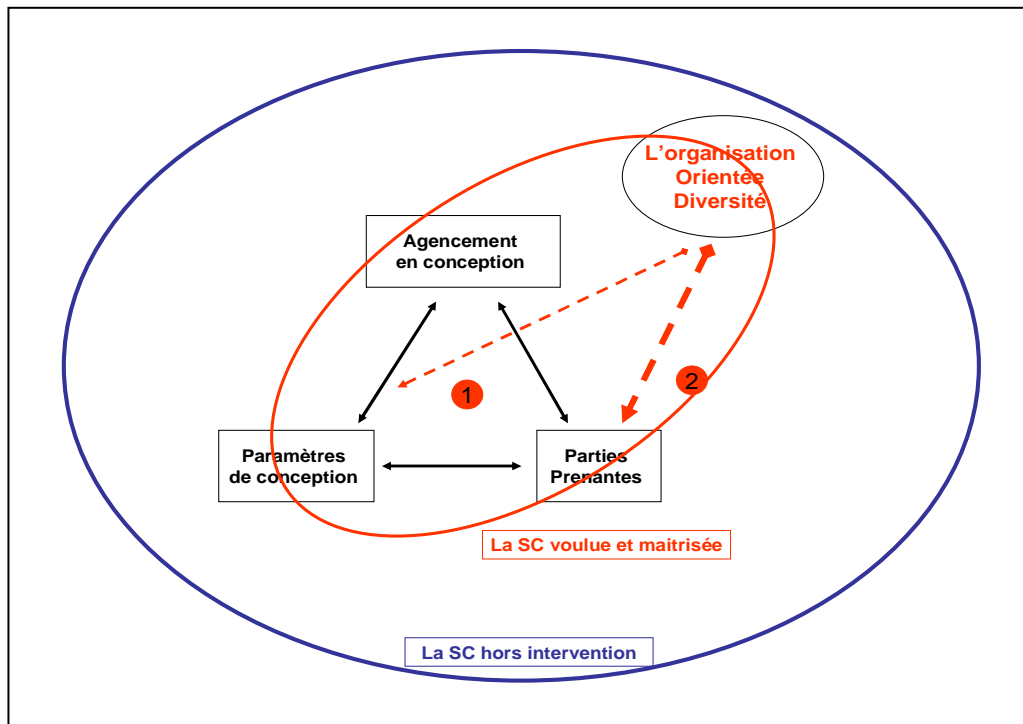 L'organisation
Orientée
Diversité
Agencement
en conception
1
2
Paramètres
de conception
Parties
Prenantes
La SC voulue et maitrisée
La SC hors intervention